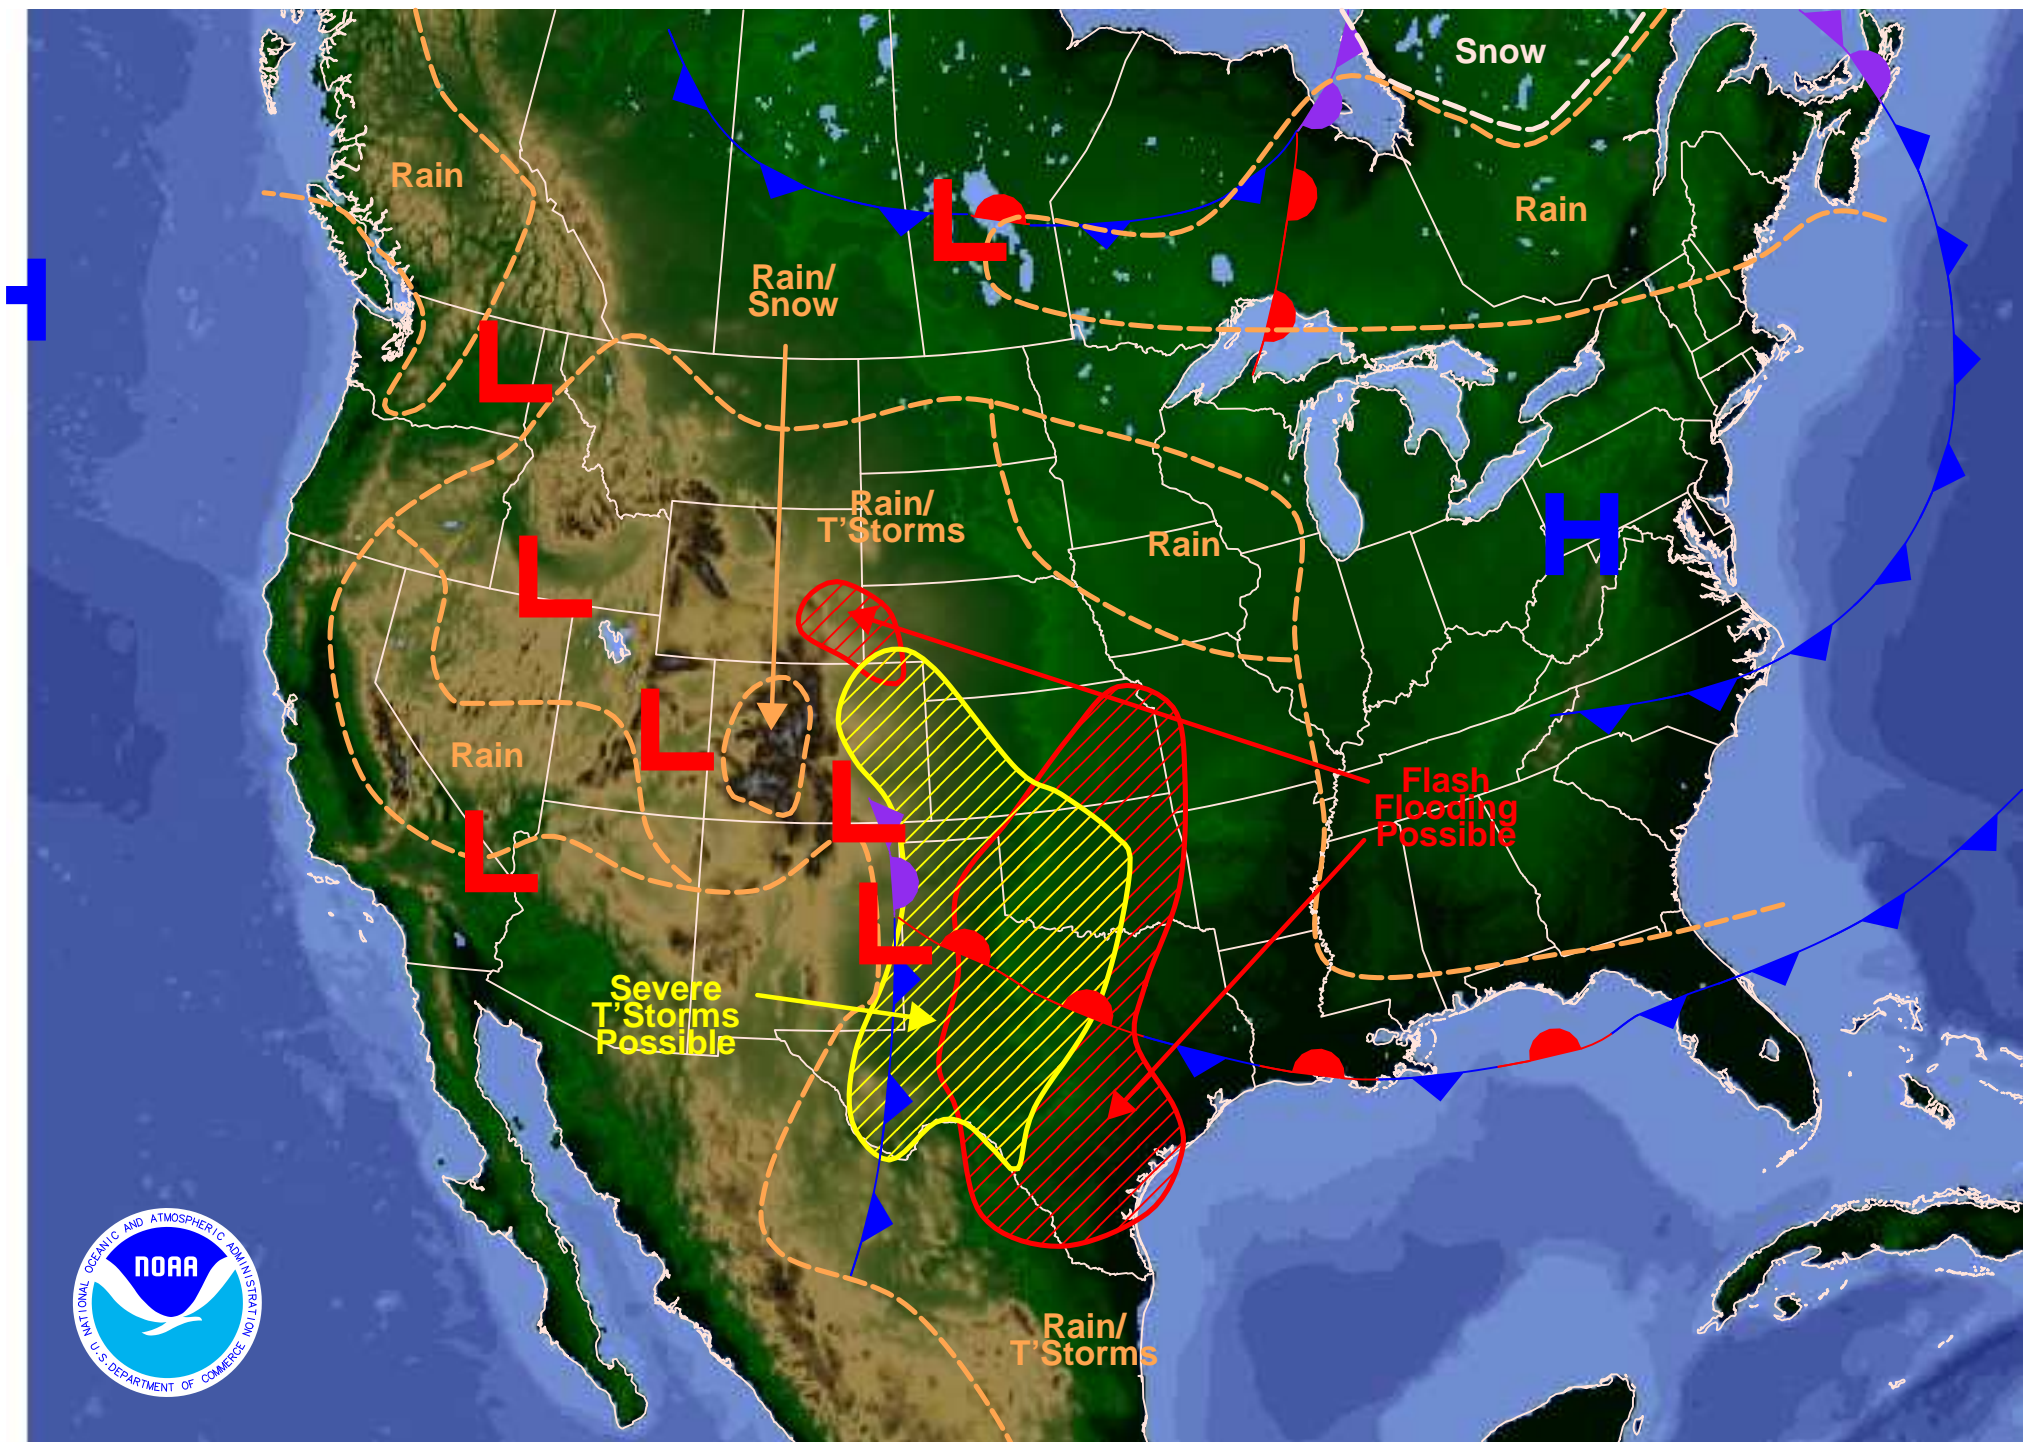 Snow
Rain
Rain
Rain/
Snow
Rain/
T'Storms
Rain
H
L
L
L
L
L
L
L
Rain
Flash
Flooding
Possible
Severe
T'Storms
Possible
Rain/
T'Storms
NATIONAL OCEANIC AND ATMOSPHERIC ADMINISTRATION
NOAA
U.S. DEPARTMENT OF COMMERCE